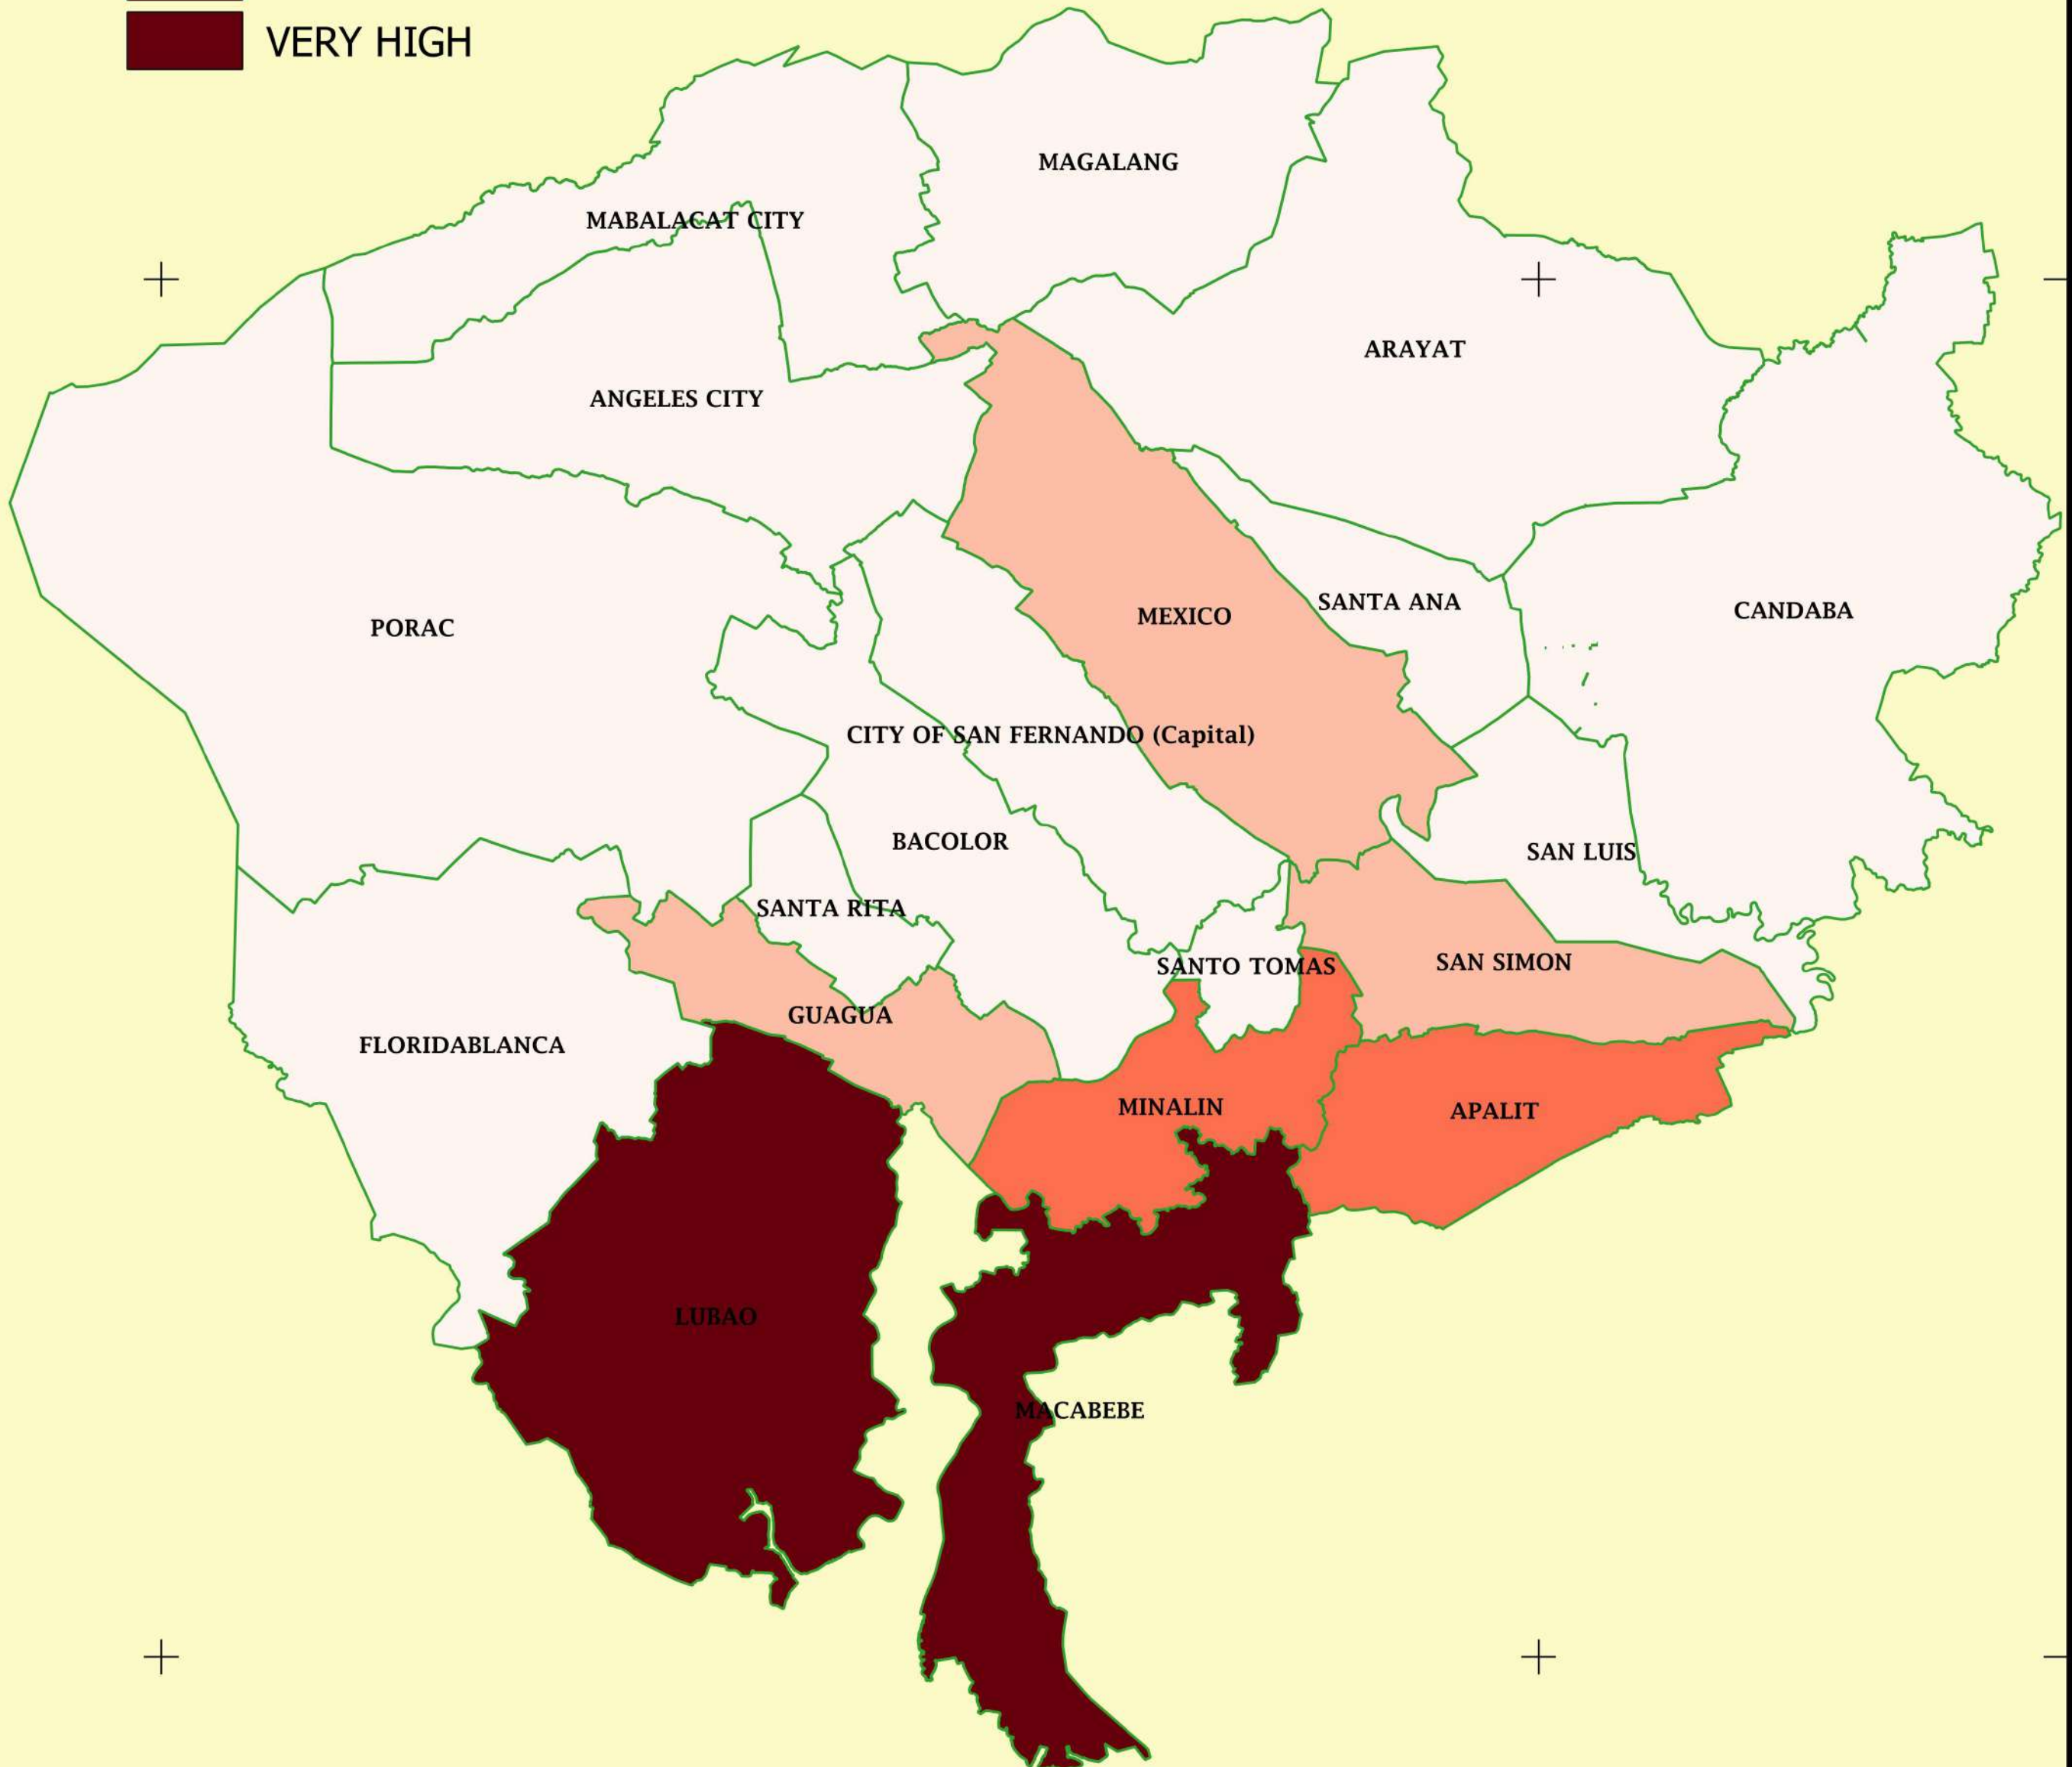 VERY HIGH
MAGALANG
MABALACAT CITY
ARAYAT
ANGELES CITY
SANTA ANA
CANDABA
MEXICO
PORAC
CITY OF SAN FERNANDO (Capital)
BACOLOR
SAN LUIS
SANTA RITA
SAN SIMON
SANTO TOMAS
GUAGUA
FLORIDABLANCA
MINALIN
APALIT
LUBAO
MACABEBE